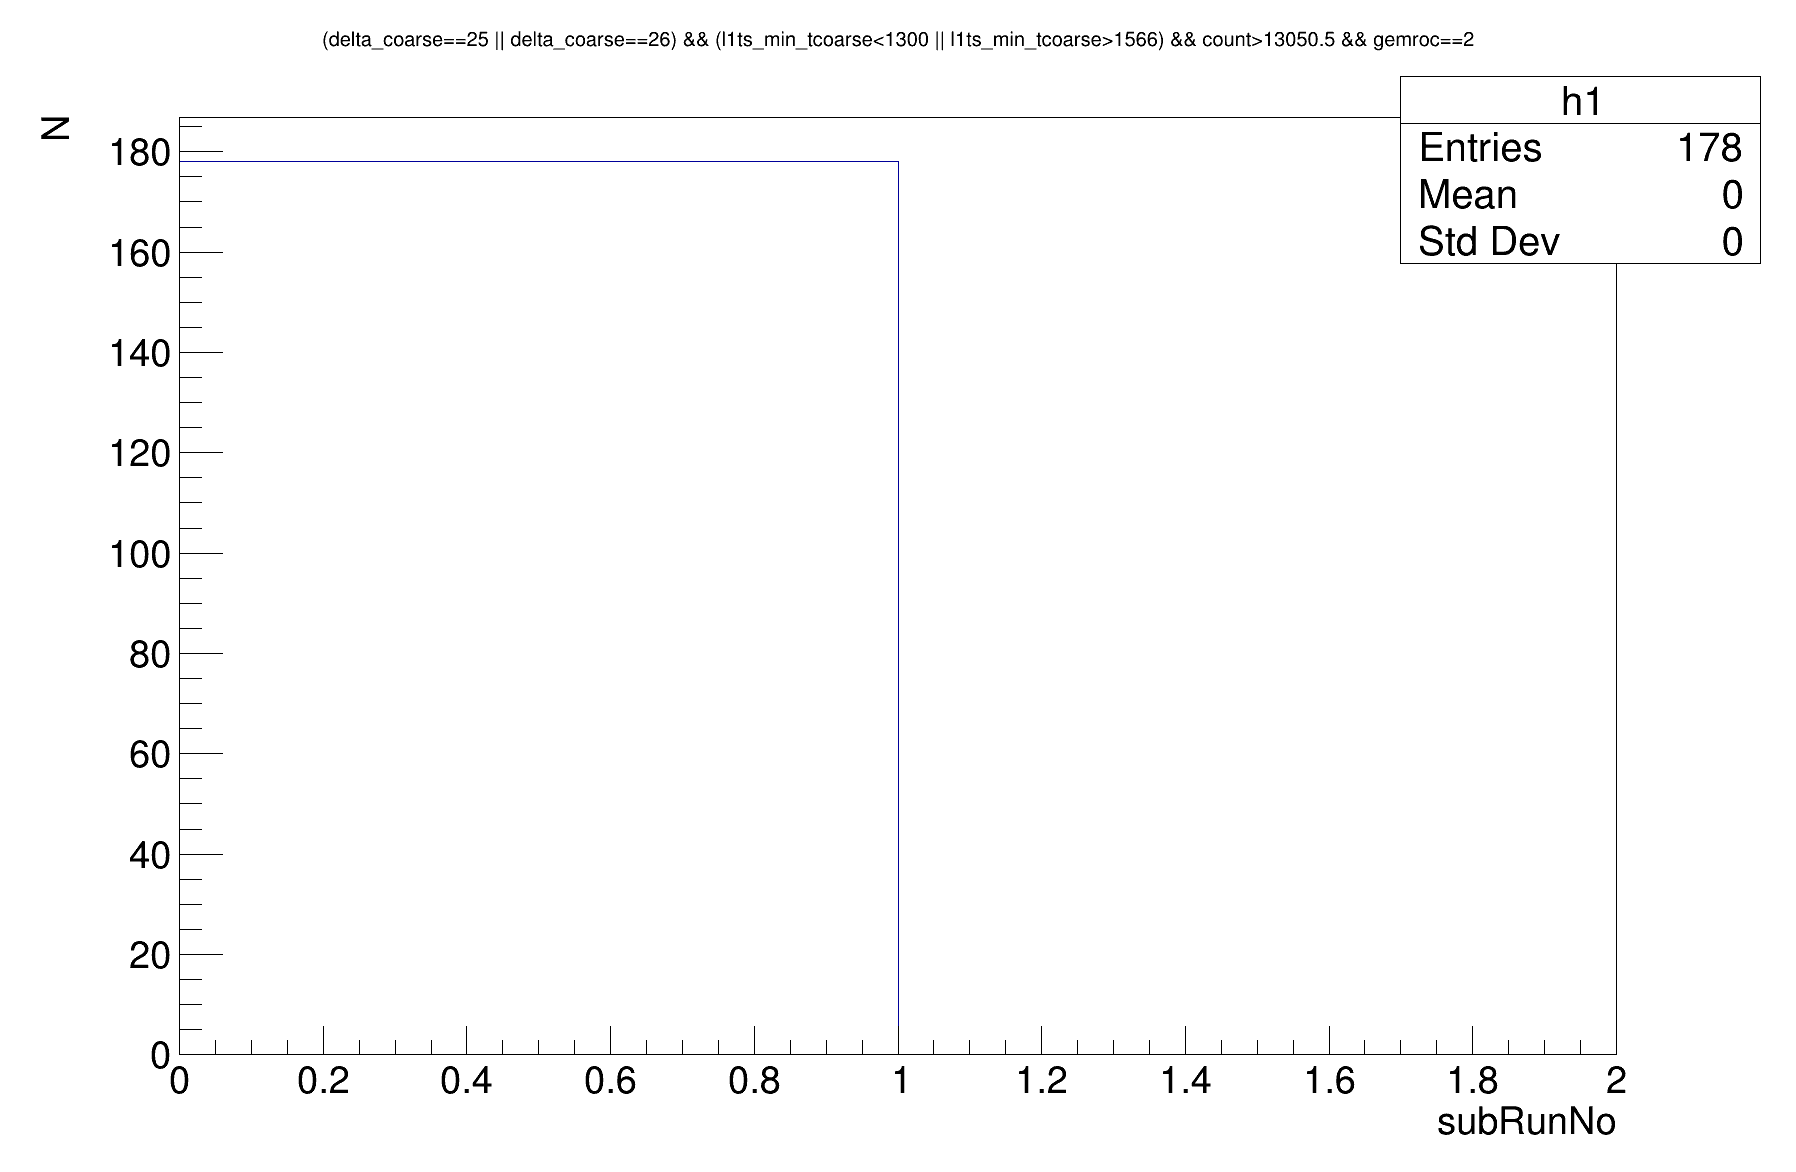 (delta_coarse==25 || delta_coarse==26) && (l1ts_min_tcoarse<1300 || l1ts_min_tcoarse>1566) && count>13050.5 && gemroc==2
h1
Entries 178
Mean 0
Std Dev 0
N
180
160
140
120
100
80
60
40
20
0
0 0.2 0.4 0.6 0.8 1 1.2 1.4 1.6 1.8 2
subRunNo